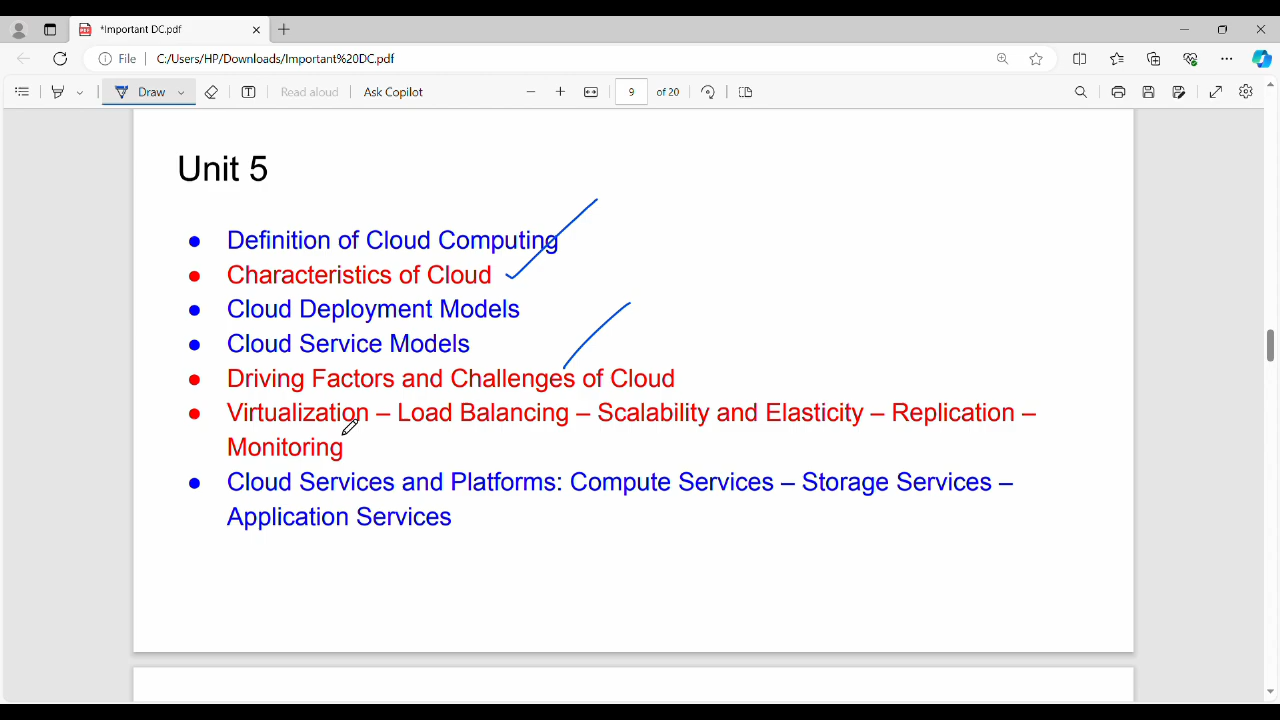 *Important DC.pdf
File
C:/Users/HP/Downloads/Important%20DC.pdf
Draw
Read aloud
Ask Copilot
9
of 20
Unit 5
● Definition of Cloud Computing
● Characteristics of Cloud
● Cloud Deployment Models
● Cloud Service Models
● Driving Factors and Challenges of Cloud
● Virtualization – Load Balancing – Scalability and Elasticity – Replication –
Monitoring
● Cloud Services and Platforms: Compute Services – Storage Services –
Application Services